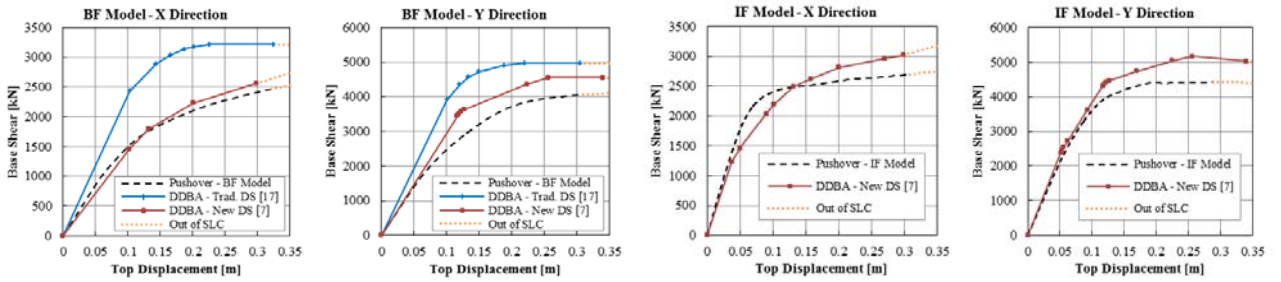 BF Model - X Direction
3500
3000
2500
2000
1500
1000
500
0
Base Shear [kN]
Pushover - BF Model
DDBA - Trad. DS [17]
DDBA - New DS [7]
Out of SLC
0 0.05 0.1 0.15 0.2 0.25 0.3 0.35
Top Displacement [m]
BF Model - Y Direction
6000
5000
4000
3000
2000
1000
0
Base Shear [kN]
Pushover - BF Model
DDBA - Trad. DS [17]
DDBA - New DS [7]
Out of SLC
0 0.05 0.1 0.15 0.2 0.25 0.3 0.35
Top Displacement [m]
IF Model - X Direction
3500
3000
2500
2000
1500
1000
500
0
Base Shear [kN]
Pushover - IF Model
DDBA - New DS [7]
Out of SLC
0 0.05 0.1 0.15 0.2 0.25 0.3 0.35
Top Displacement [m]
IF Model - Y Direction
6000
5000
4000
3000
2000
1000
0
Base Shear [kN]
Pushover - IF Model
DDBA - New DS [7]
Out of SLC
0 0.05 0.1 0.15 0.2 0.25 0.3 0.35
Top Displacement [m]